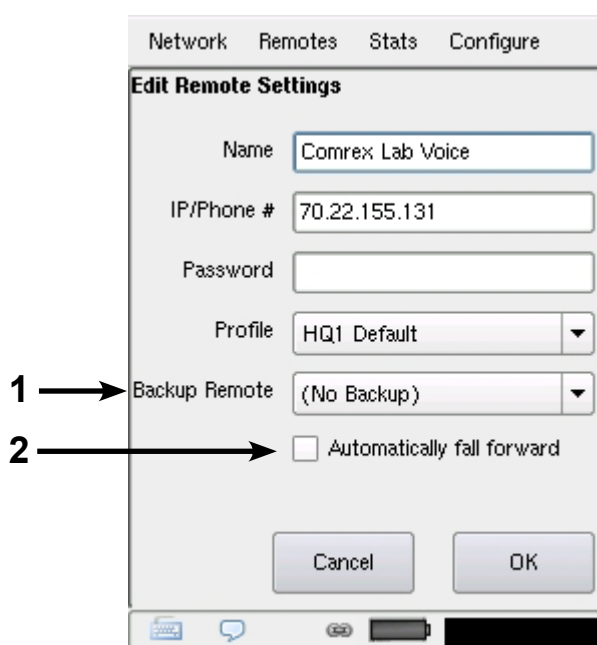 Network Remotes Stats Configure
Edit Remote Settings
Name Comrex Lab Voice
IP/Phone # 70.22.155.131
Password
Profile HQ1 Default
1 Backup Remote (No Backup)
2 Automatically fall forward
Cancel OK